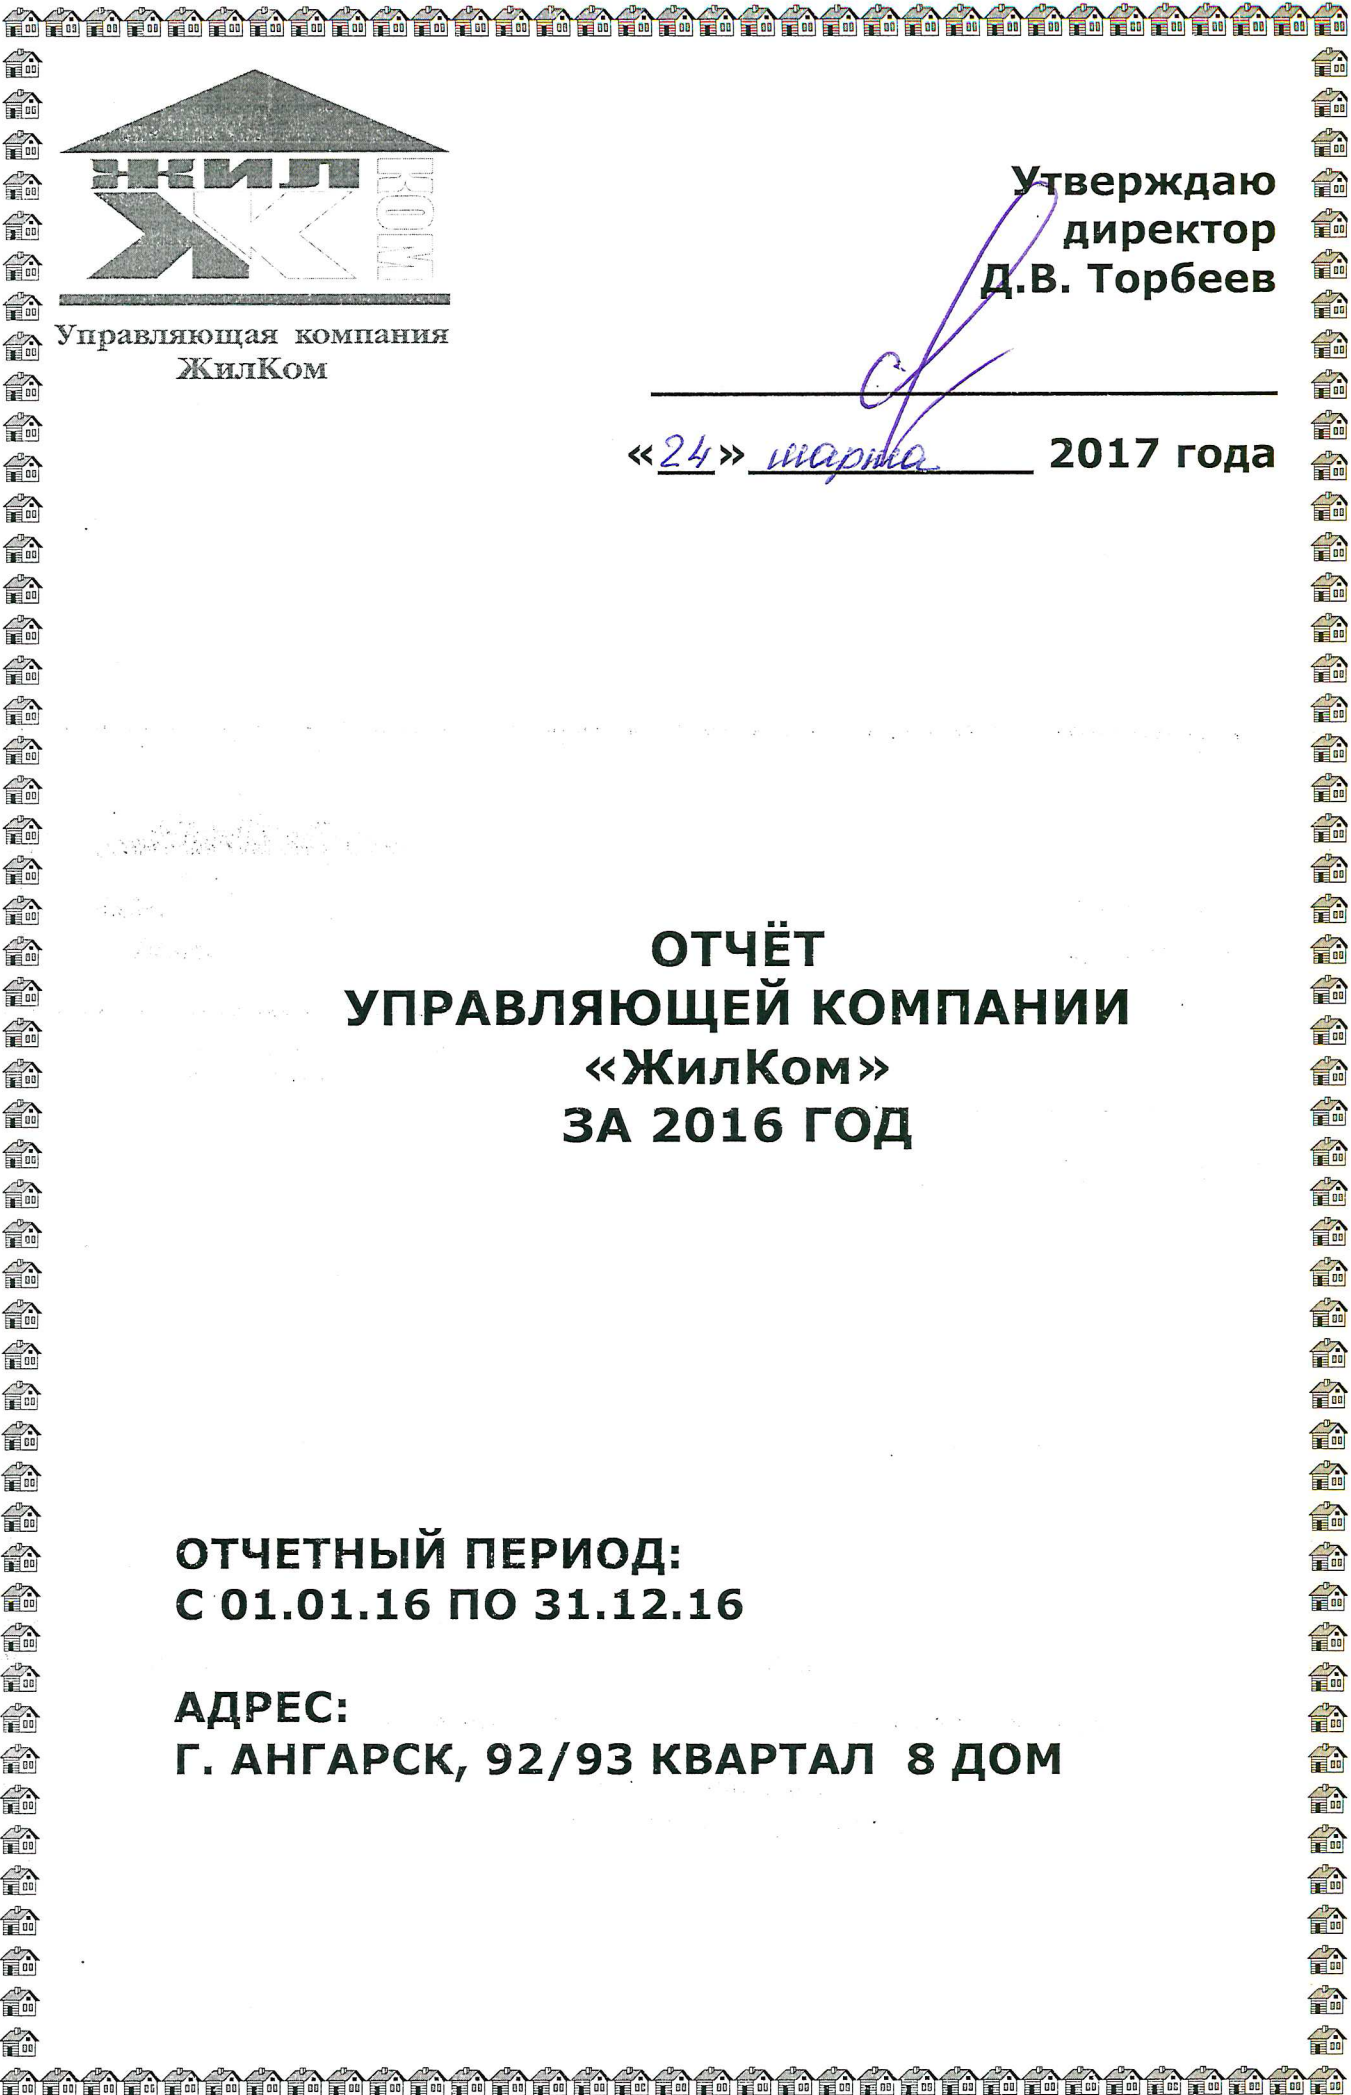 ЖИЛ
КОМ
ЖК
Управляющая компания
ЖилКом
Утверждаю
директор
Д.В. Торбеев
«24» марта 2017 года
ОТЧЁТ
УПРАВЛЯЮЩЕЙ КОМПАНИИ
«ЖилКом»
ЗА 2016 ГОД
ОТЧЕТНЫЙ ПЕРИОД:
С 01.01.16 ПО 31.12.16
АДРЕС:
Г. АНГАРСК, 92/93 КВАРТАЛ 8 ДОМ